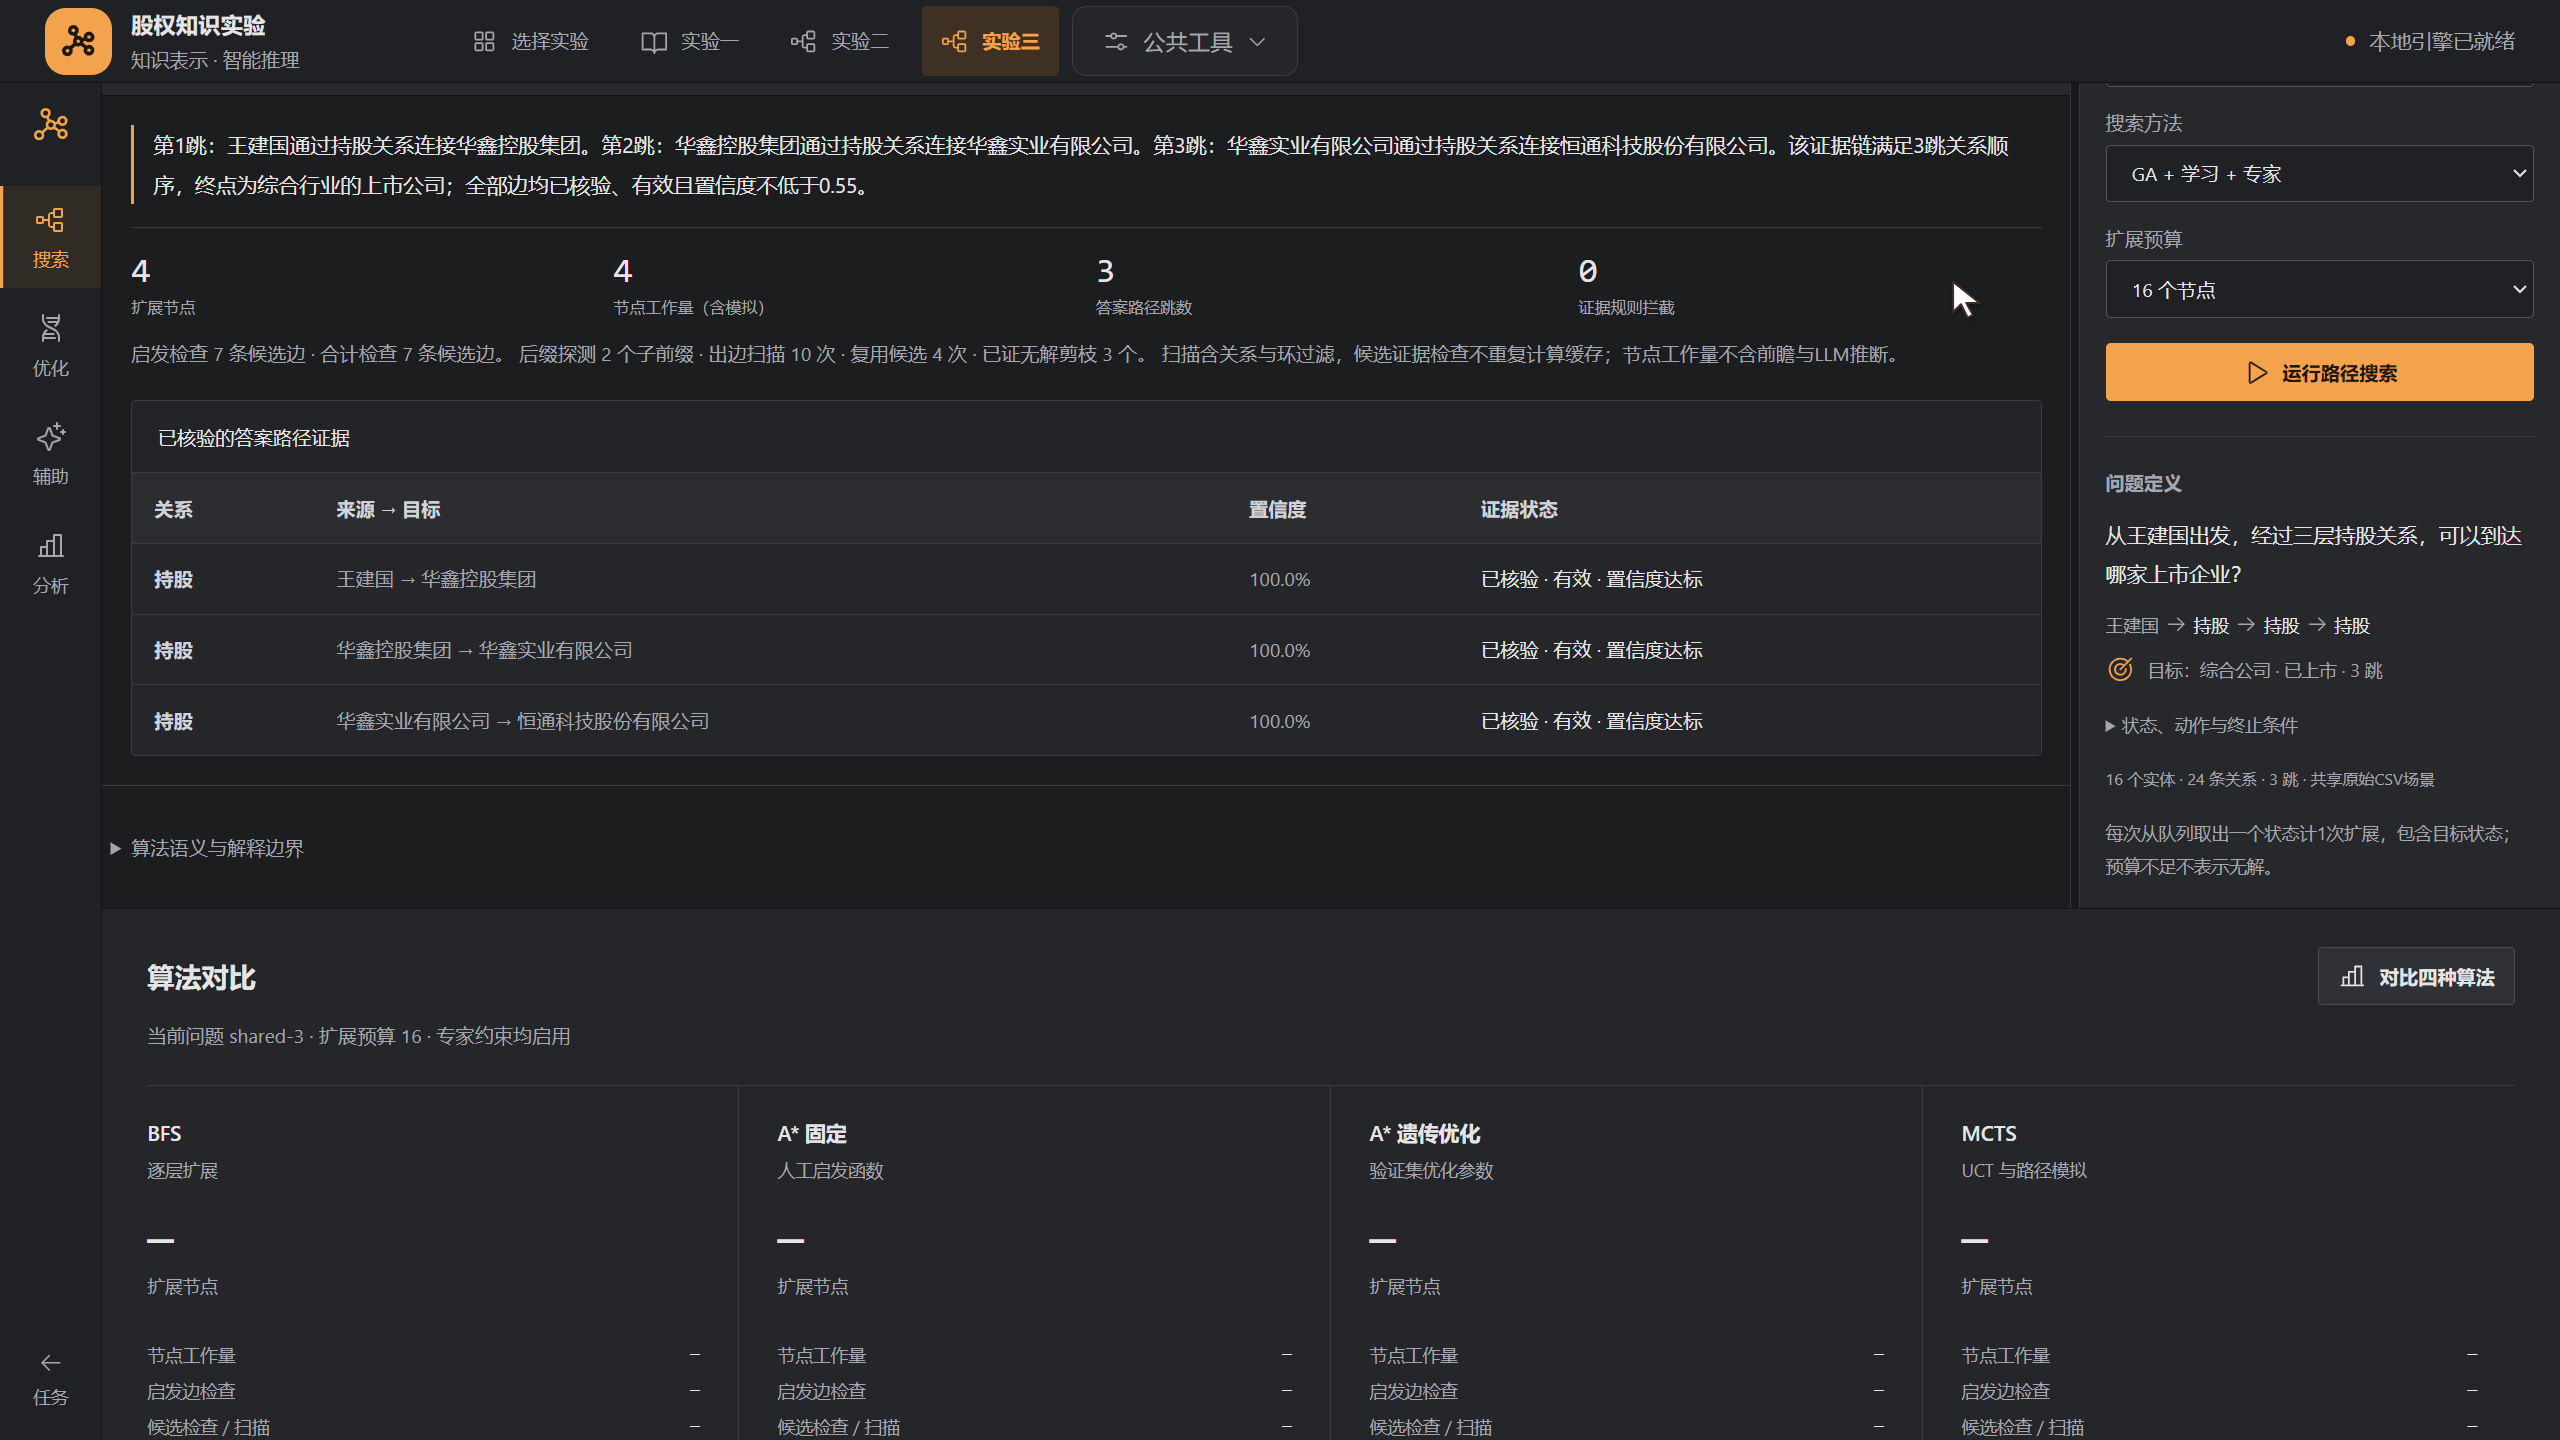 股权知识实验
知识表示 · 智能推理
选择实验
实验一
实验二
实验三
公共工具
本地引擎已就绪
搜索
优化
辅助
分析
任务
第1跳：王建国通过持股关系连接华鑫控股集团。第2跳：华鑫控股集团通过持股关系连接华鑫实业有限公司。第3跳：华鑫实业有限公司通过持股关系连接恒通科技股份有限公司。该证据链满足3跳关系顺
序，终点为综合行业的上市公司；全部边均已核验、有效且置信度不低于0.55。
4
扩展节点
4
节点工作量（含模拟）
3
答案路径跳数
0
证据规则拦截
启发检查 7 条候选边 · 合计检查 7 条候选边。 后缀探测 2 个子前缀 · 出边扫描 10 次 · 复用候选 4 次 · 已证无解剪枝 3 个。 扫描含关系与环过滤，候选证据检查不重复计算缓存；节点工作量不含前瞻与LLM推断。
已核验的答案路径证据
关系 来源 → 目标 置信度 证据状态
持股 王建国 → 华鑫控股集团 100.0% 已核验 · 有效 · 置信度达标
持股 华鑫控股集团 → 华鑫实业有限公司 100.0% 已核验 · 有效 · 置信度达标
持股 华鑫实业有限公司 → 恒通科技股份有限公司 100.0% 已核验 · 有效 · 置信度达标
▶ 算法语义与解释边界
搜索方法
GA + 学习 + 专家
扩展预算
16 个节点
运行路径搜索
问题定义
从王建国出发，经过三层持股关系，可以到达
哪家上市企业？
王建国 → 持股 → 持股 → 持股
目标：综合公司 · 已上市 · 3 跳
▶ 状态、动作与终止条件
16 个实体 · 24 条关系 · 3 跳 · 共享原始CSV场景
每次从队列取出一个状态计1次扩展，包含目标状态；
预算不足不表示无解。
算法对比
对比四种算法
当前问题 shared-3 · 扩展预算 16 · 专家约束均启用
BFS
逐层扩展
—
扩展节点
节点工作量 –
启发边检查 –
候选检查 / 扫描 –
A* 固定
人工启发函数
—
扩展节点
节点工作量 –
启发边检查 –
候选检查 / 扫描 –
A* 遗传优化
验证集优化参数
—
扩展节点
节点工作量 –
启发边检查 –
候选检查 / 扫描 –
MCTS
UCT 与路径模拟
—
扩展节点
节点工作量 –
启发边检查 –
候选检查 / 扫描 –